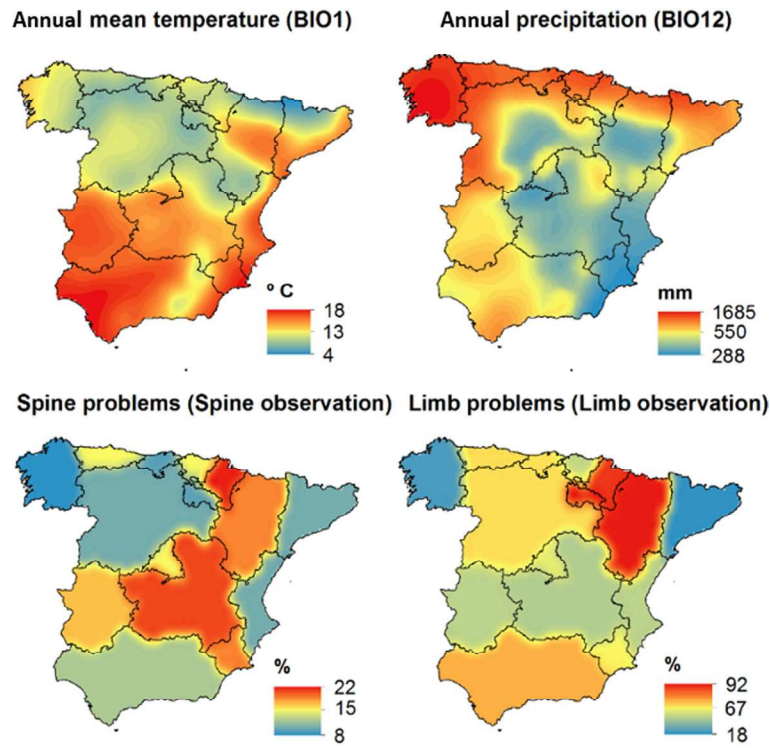 Annual mean temperature (BIO1)
Annual precipitation (BIO12)
º C
18
13
4
mm
1685
550
288
Spine problems (Spine observation)
Limb problems (Limb observation)
%
22
15
8
%
92
67
18